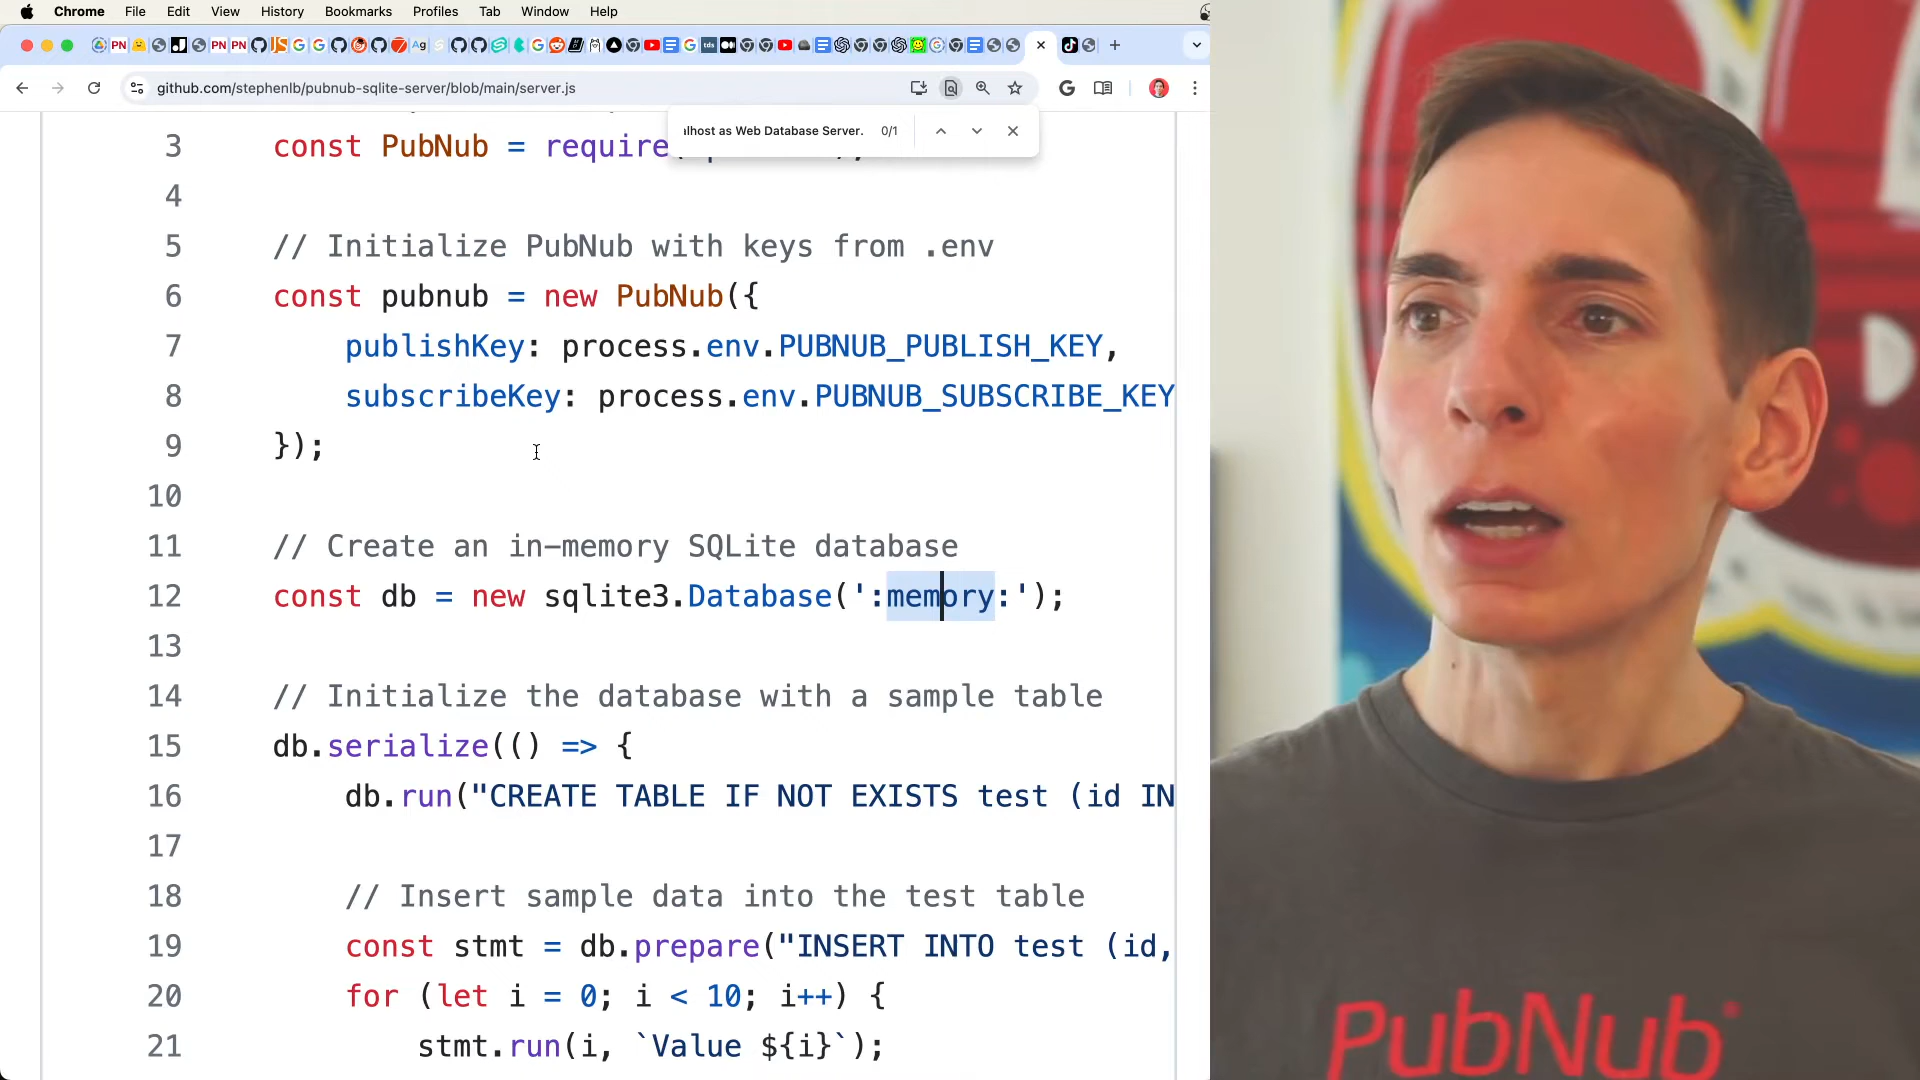 Chrome File Edit View History Bookmarks Profiles Tab Window Help
github.com/stephenlb/pubnub-sqlite-server/blob/main/server.js
lhost as Web Database Server. 0/1
3 const PubNub = require(
4
5 // Initialize PubNub with keys from .env
6 const pubnub = new PubNub({
7 publishKey: process.env.PUBNUB_PUBLISH_KEY,
8 subscribeKey: process.env.PUBNUB_SUBSCRIBE_KEY
9 });
10
11 // Create an in-memory SQLite database
12 const db = new sqlite3.Database(':memory:');
13
14 // Initialize the database with a sample table
15 db.serialize(() => {
16 db.run("CREATE TABLE IF NOT EXISTS test (id IN
17
18 // Insert sample data into the test table
19 const stmt = db.prepare("INSERT INTO test (id,
20 for (let i = 0; i < 10; i++) {
21 stmt.run(i, `Value ${i}`);
PubNub